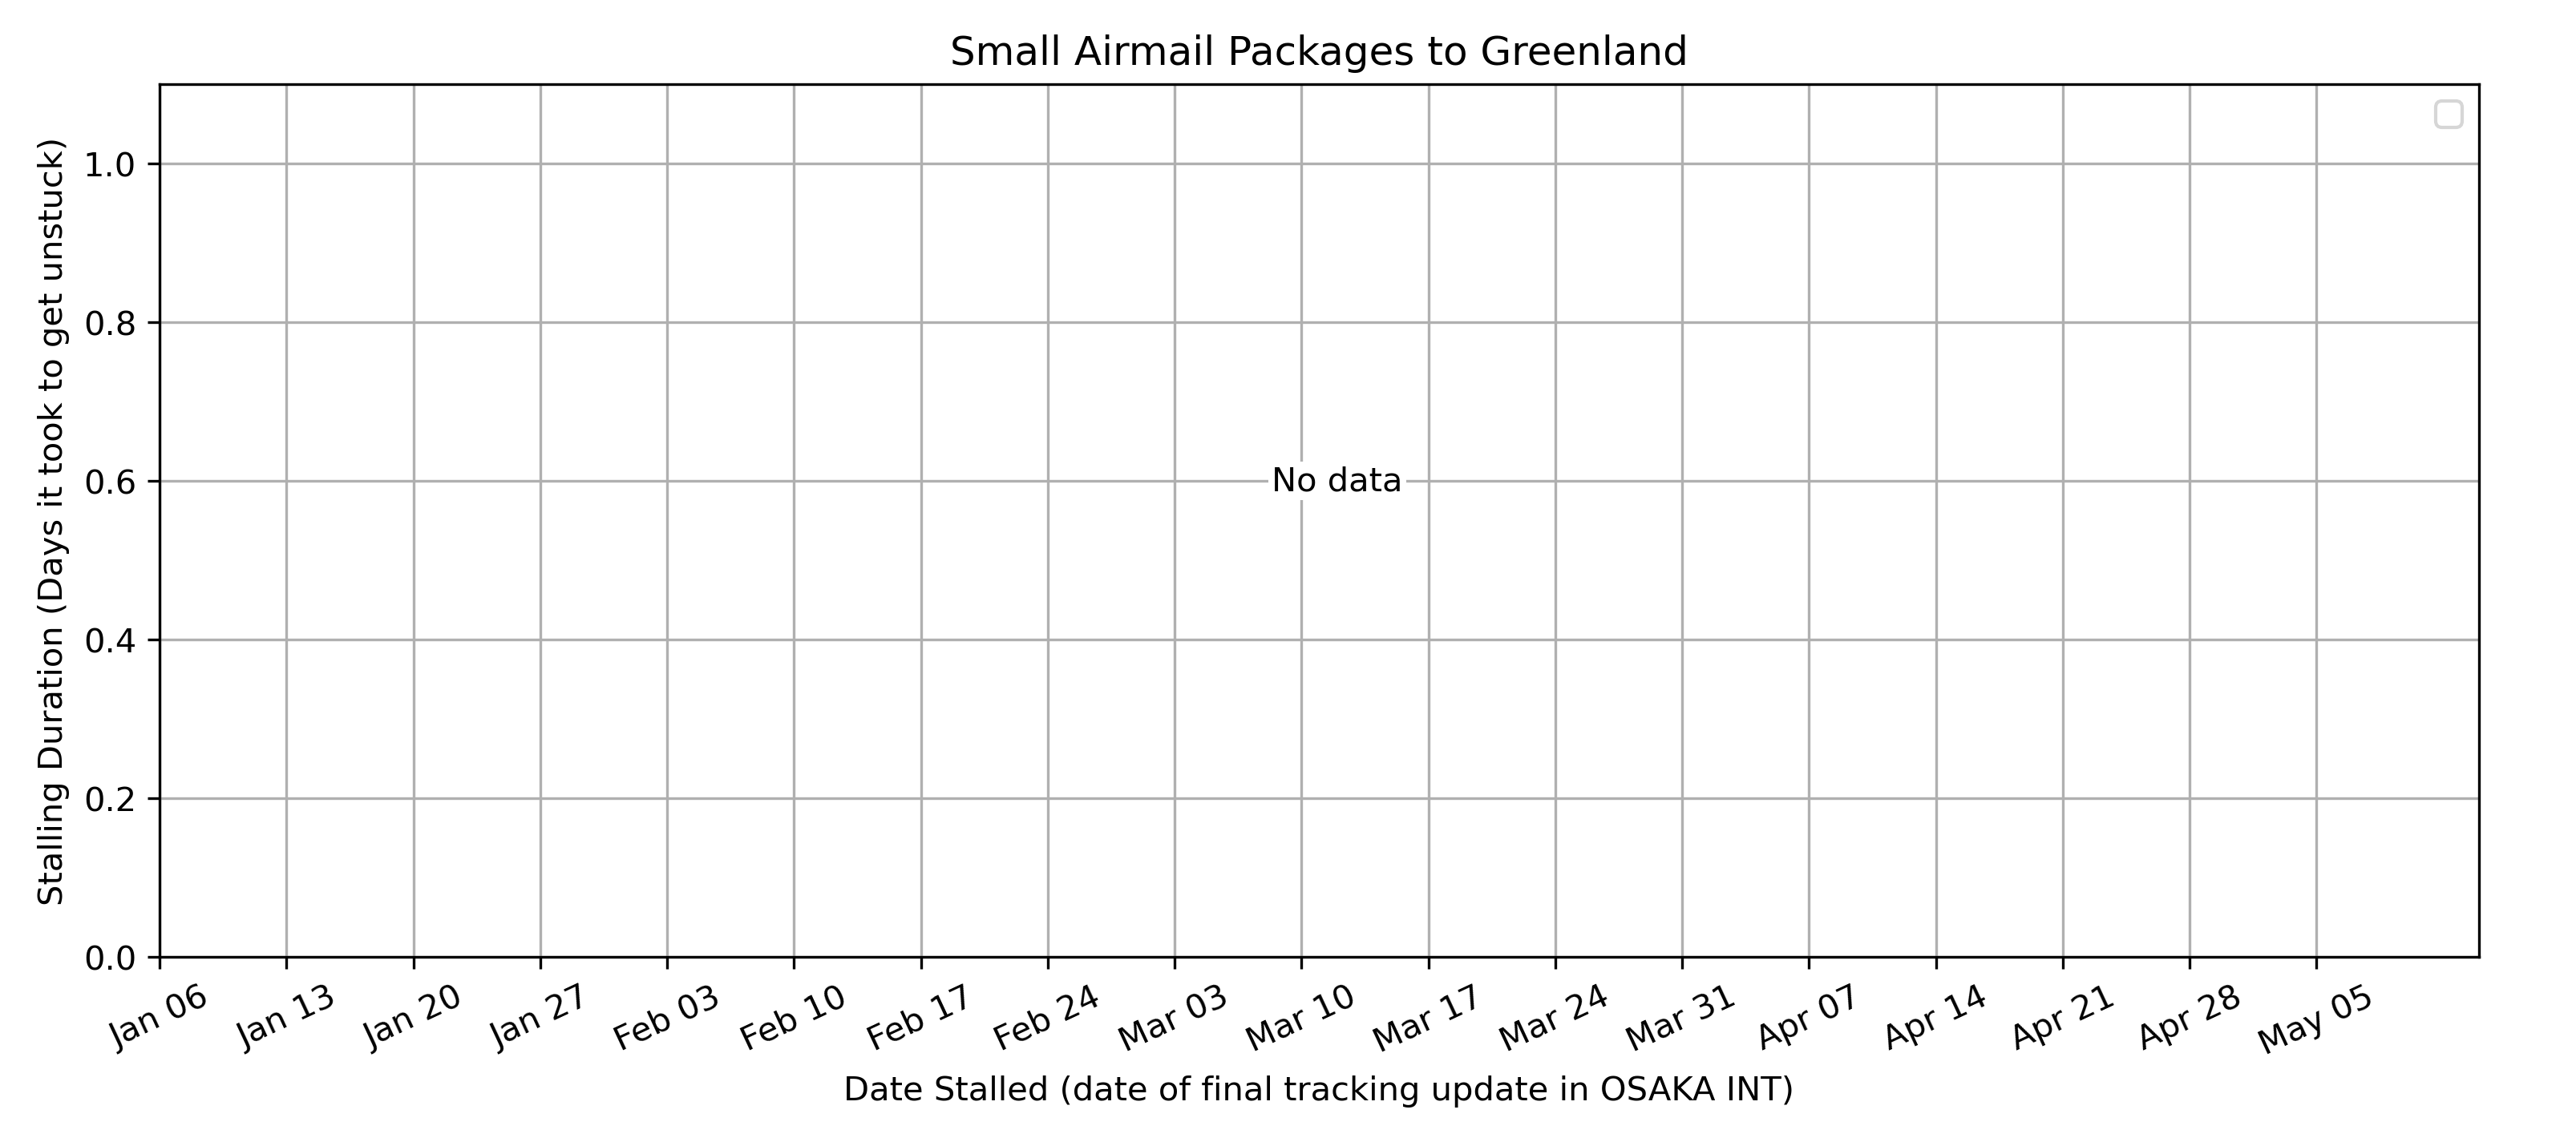 Small Airmail Packages to Greenland
Stalling Duration (Days it took to get unstuck)
1.0
0.8
0.6
0.4
0.2
0.0
No data
Jan 06
Jan 13
Jan 20
Jan 27
Feb 03
Feb 10
Feb 17
Feb 24
Mar 03
Mar 10
Mar 17
Mar 24
Mar 31
Apr 07
Apr 14
Apr 21
Apr 28
May 05
Date Stalled (date of final tracking update in OSAKA INT)